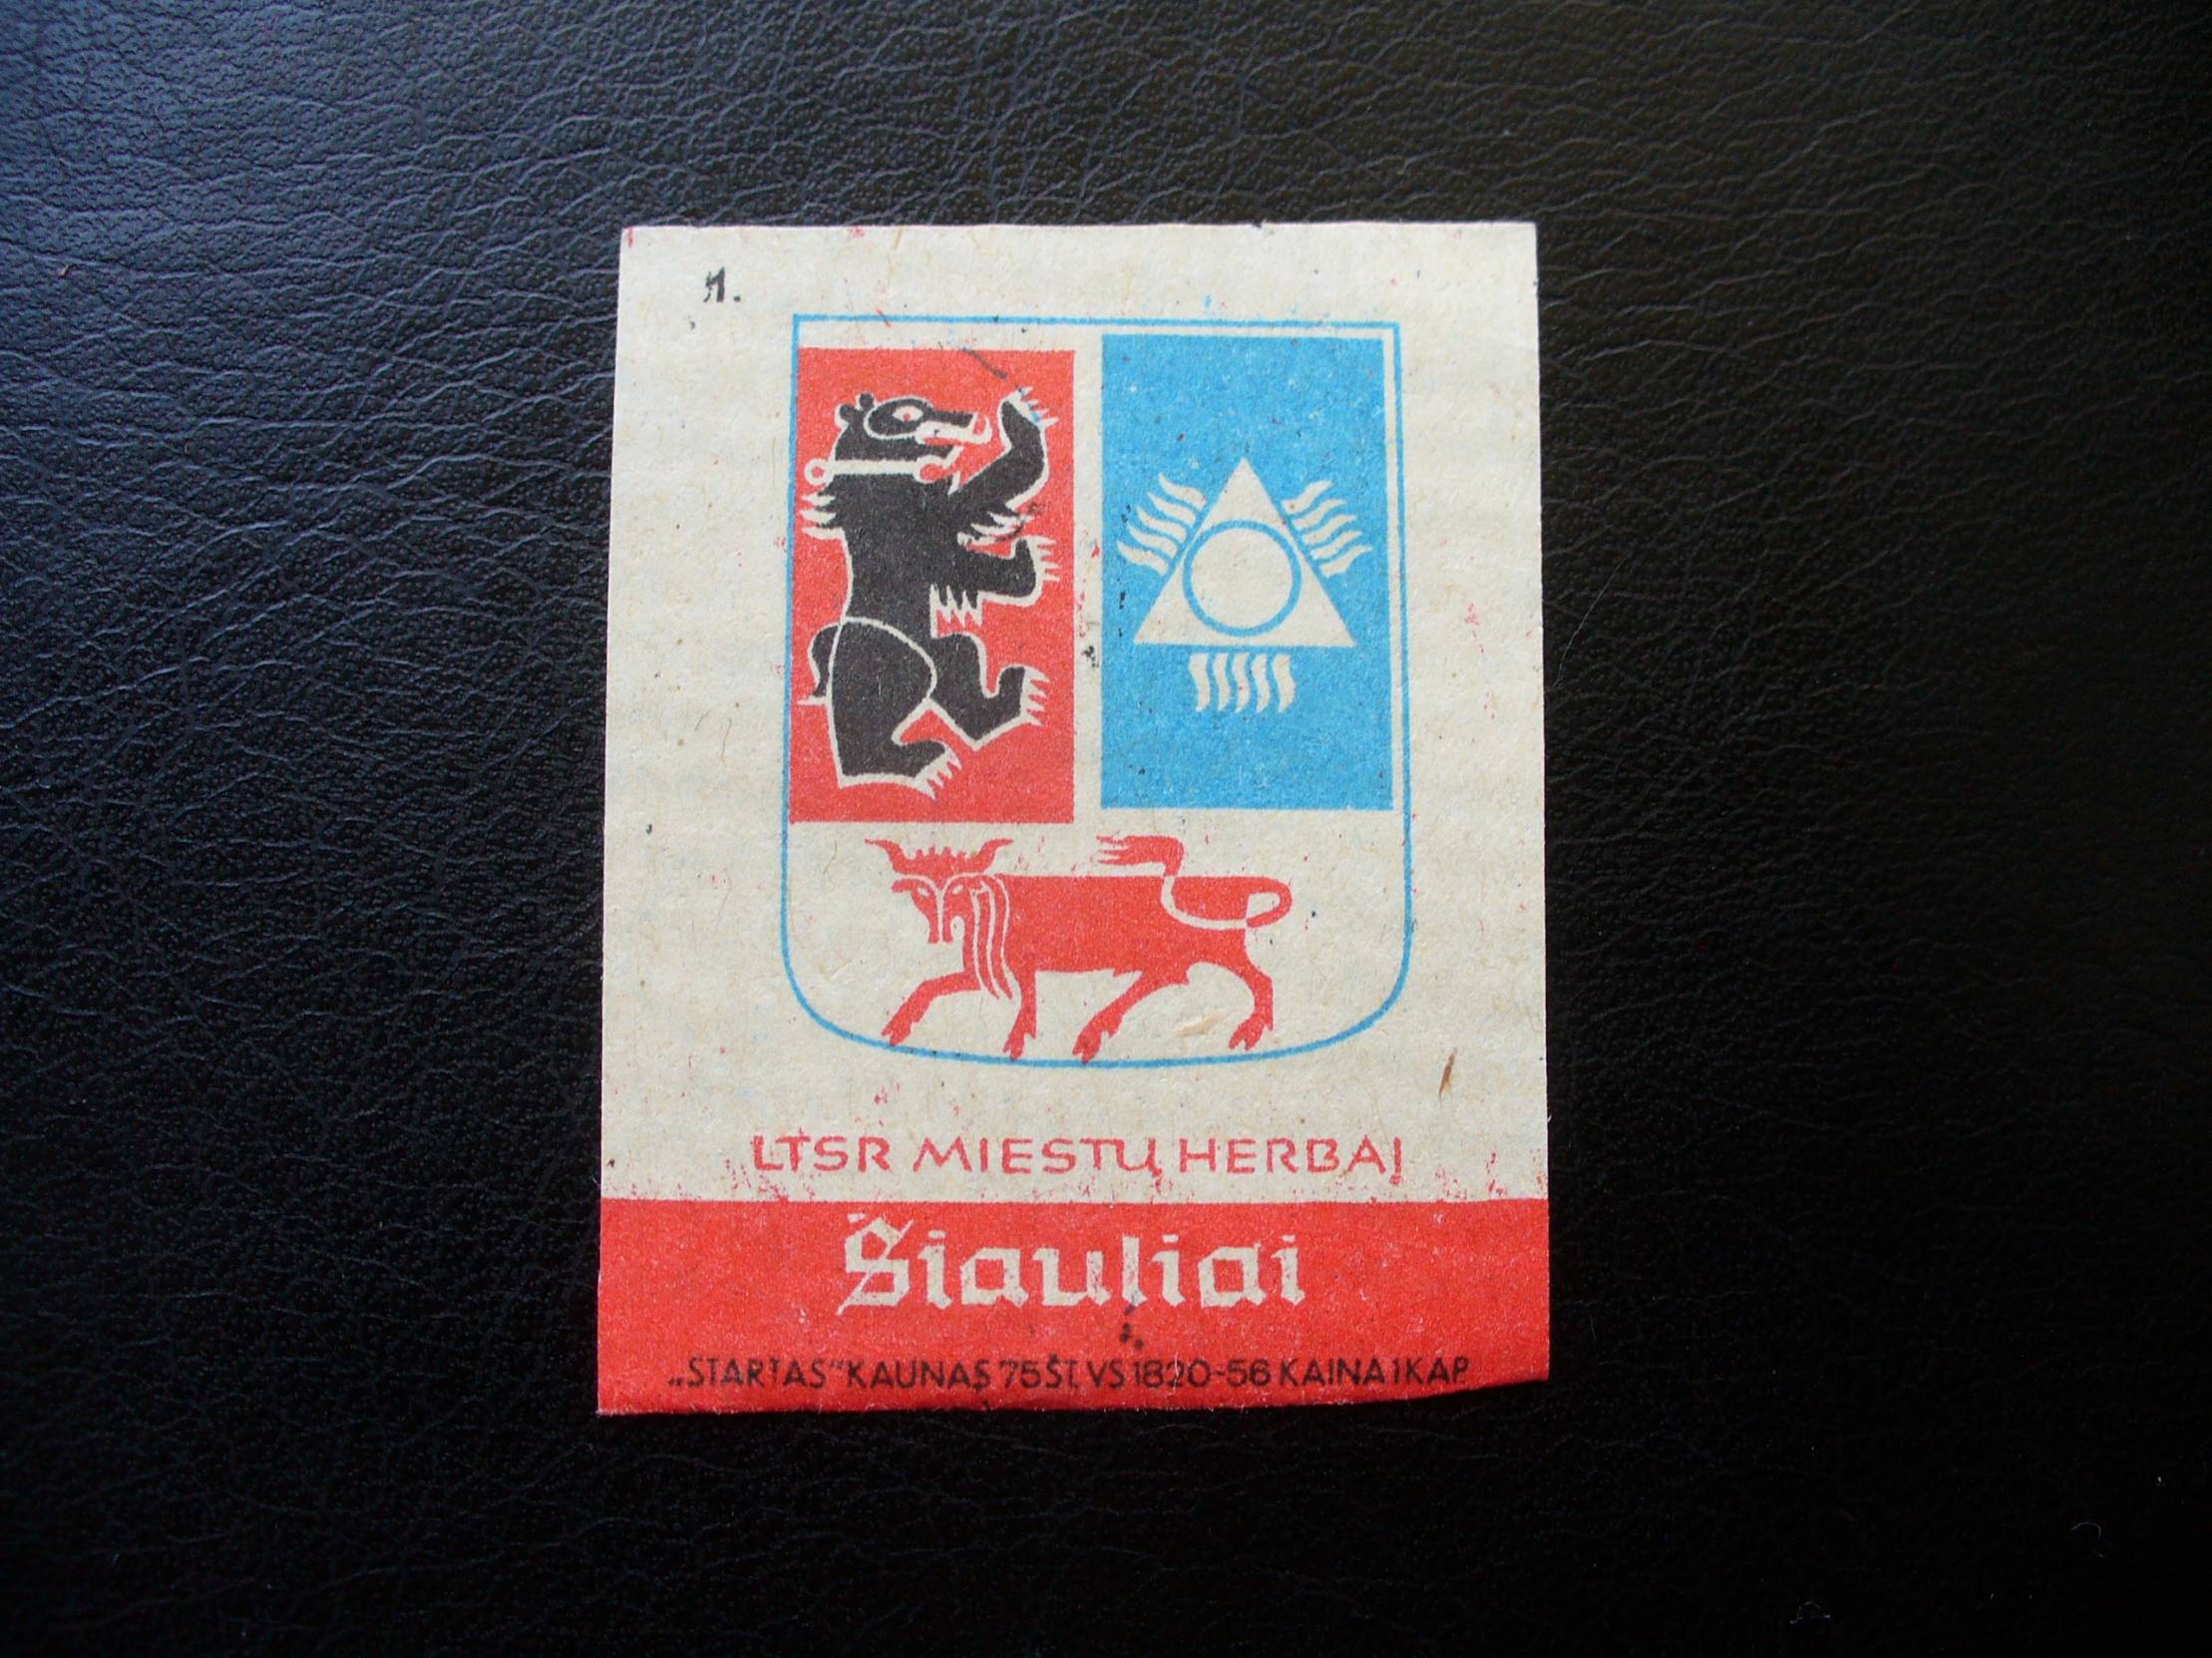 1.
LTSR MIESTŲ HERBAI
Šiauliai
„STARTAS“ KAUNAS 75 ŠT. VS 1820-56 KAINA 1 KAP.